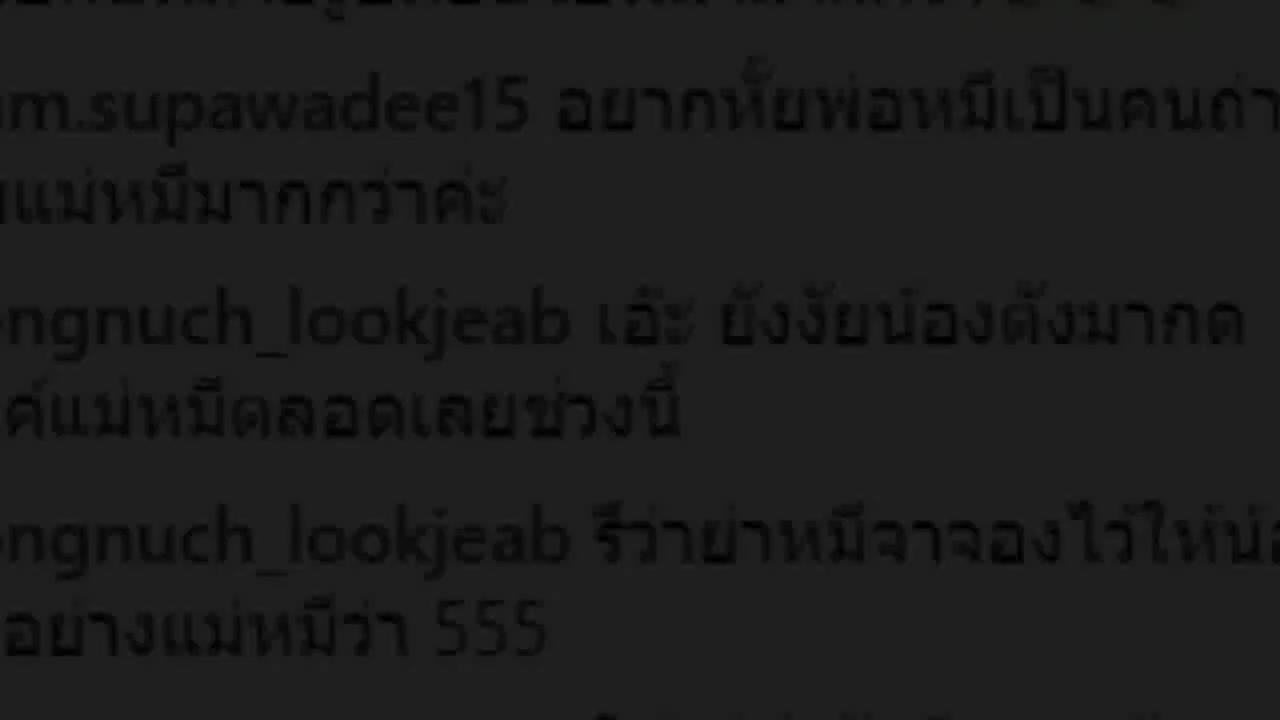 m.supawadee15 อยากหั้ยพ่อหมีเป็นคนถ่า
แม่หมีมากกว่าค่ะ
ngnuch_lookjeab เอ๊ะ ยังงัยน้องตังมากด
ค์แม่หมีตลอดเลยช่วงนี้
ngnuch_lookjeab รึว่าย่าหมีจาจองไว้ให้น้อ
อย่างแม่หมีว่า 555